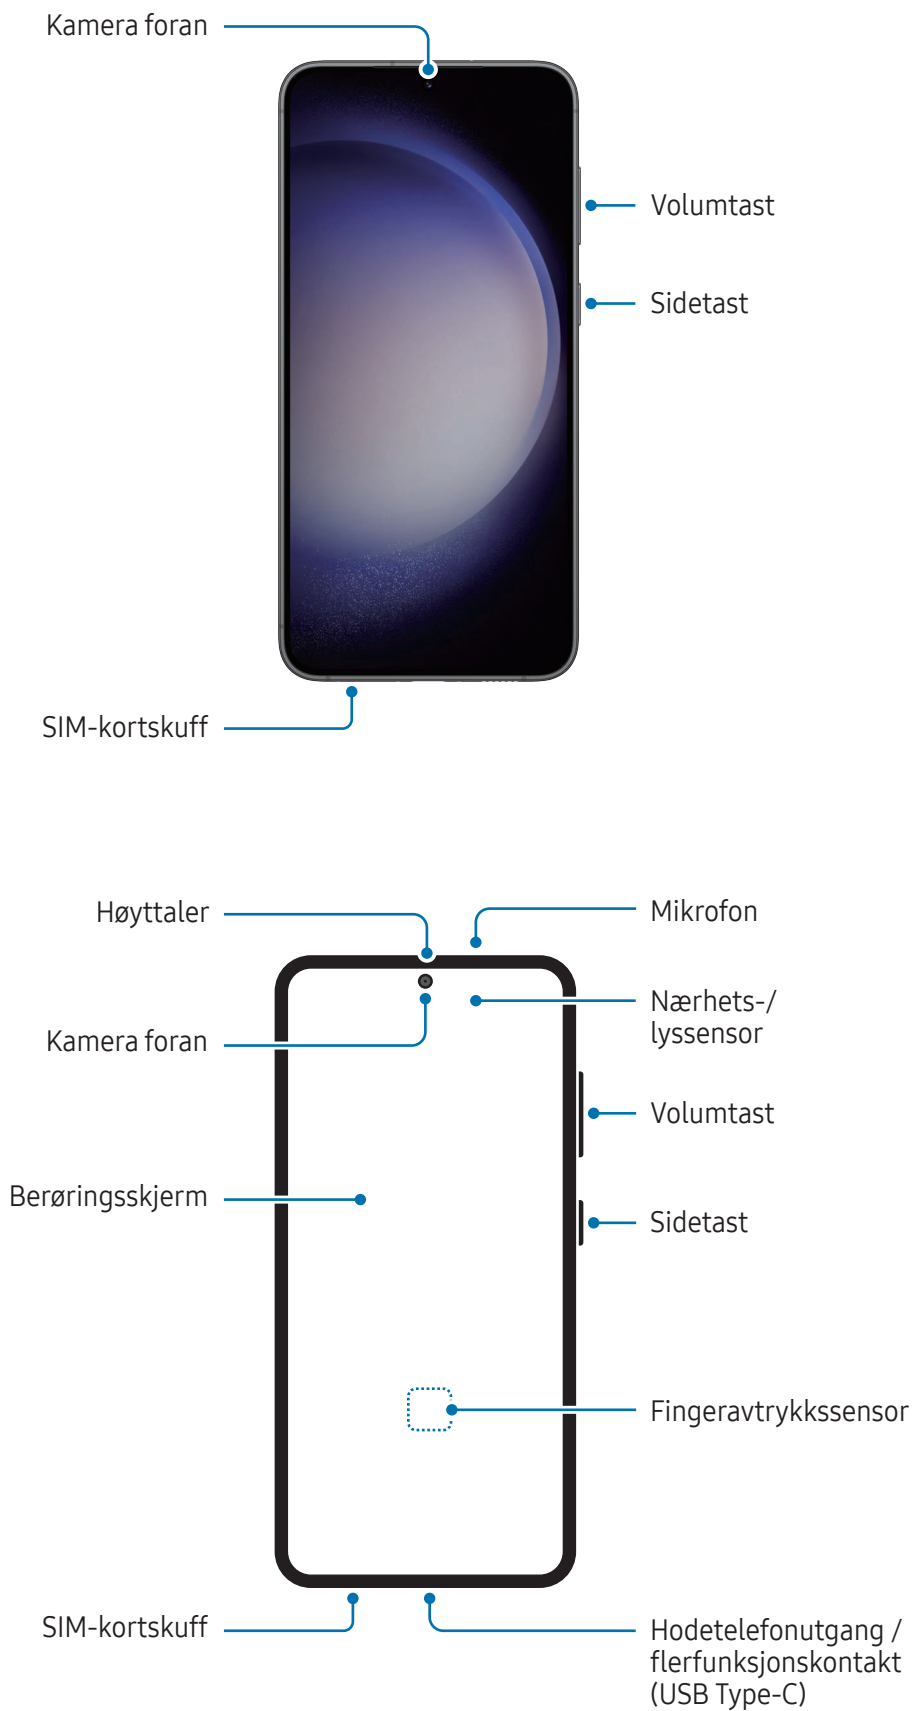 Kamera foran
Volumtast
Sidetast
SIM-kortskuff
Høyttaler
Mikrofon
Nærhets-/
lyssensor
Kamera foran
Volumtast
Berøringsskjerm
Sidetast
Fingeravtrykkssensor
SIM-kortskuff
Hodetelefonutgang /
flerfunksjonskontakt
(USB Type-C)